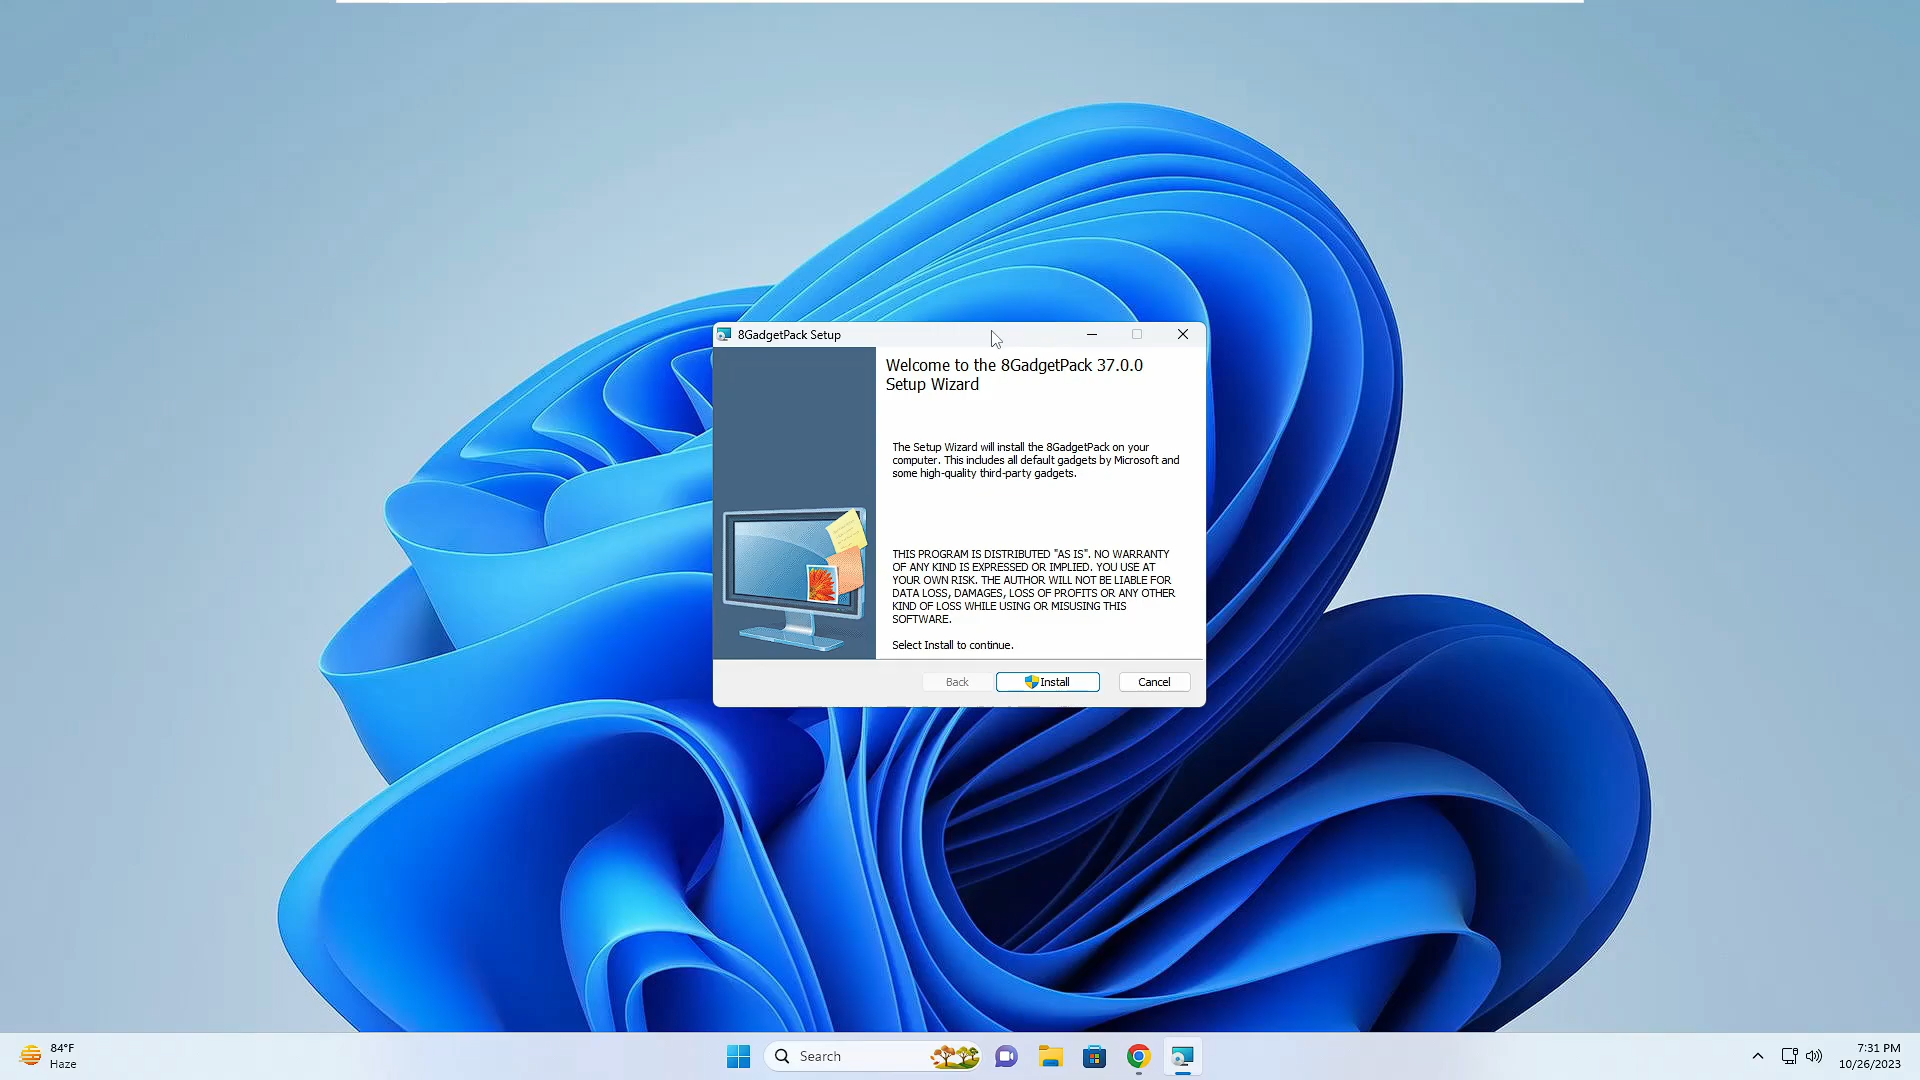 8GadgetPack Setup
Welcome to the 8GadgetPack 37.0.0
Setup Wizard
The Setup Wizard will install the 8GadgetPack on your
computer. This includes all default gadgets by Microsoft and
some high-quality third-party gadgets.
THIS PROGRAM IS DISTRIBUTED "AS IS". NO WARRANTY
OF ANY KIND IS EXPRESSED OR IMPLIED. YOU USE AT
YOUR OWN RISK. THE AUTHOR WILL NOT BE LIABLE FOR
DATA LOSS, DAMAGES, LOSS OF PROFITS OR ANY OTHER
KIND OF LOSS WHILE USING OR MISUSING THIS
SOFTWARE.
Select Install to continue.
Back
Install
Cancel
84°F
Haze
Search
7:31 PM
10/26/2023